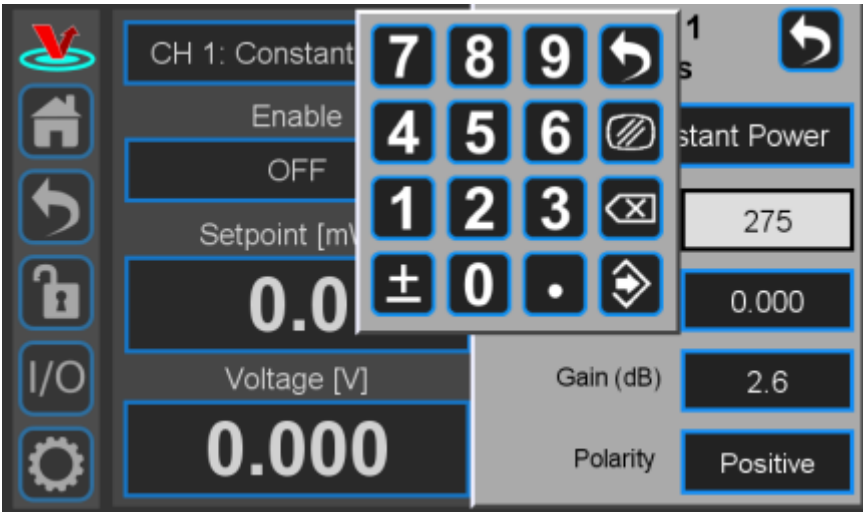 CH 1: Constant
Enable
OFF
Setpoint [m
0.0
Voltage [V]
0.000
7 8 9
4 5 6
1 2 3
± 0 .
1
s
stant Power
275
0.000
Gain (dB)
2.6
Polarity
Positive
I/O